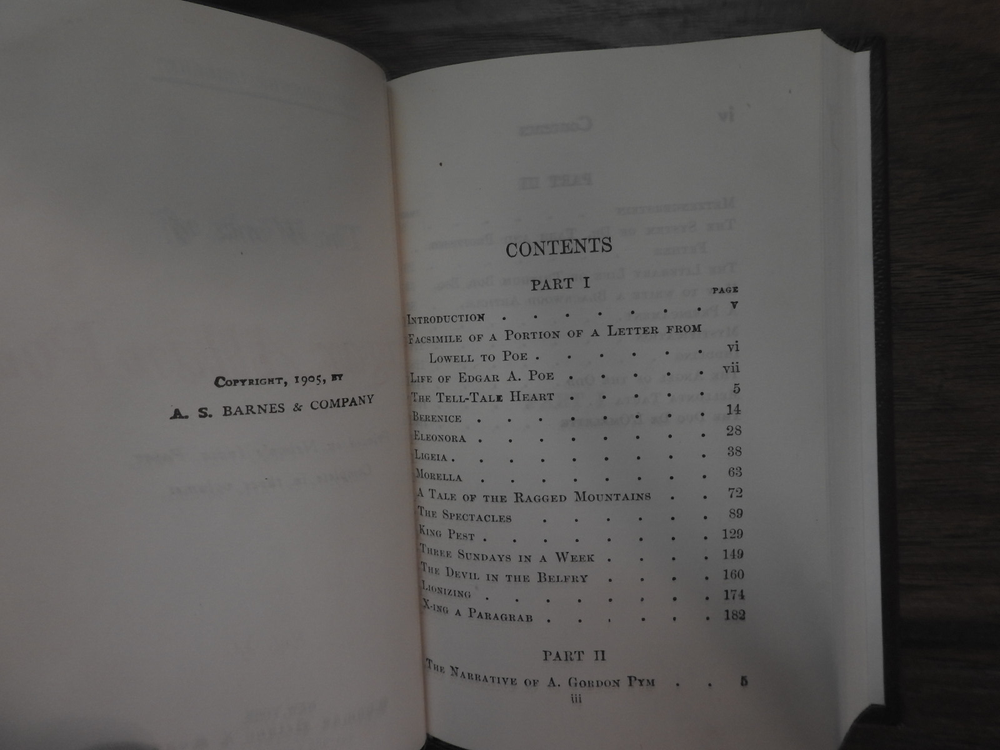 COPYRIGHT, 1905, BY
A. S. BARNES & COMPANY
CONTENTS
PART I
PAGE
INTRODUCTION . . . . . . . v
FACSIMILE OF A PORTION OF A LETTER FROM
LOWELL TO POE . . . . . . vi
LIFE OF EDGAR A. POE . . . . . vii
THE TELL-TALE HEART . . . . . 5
BERENICE . . . . . . . . 14
ELEONORA . . . . . . . . 28
LIGEIA . . . . . . . . . 38
MORELLA . . . . . . . . 63
A TALE OF THE RAGGED MOUNTAINS . . 72
THE SPECTACLES . . . . . . 89
KING PEST . . . . . . . . 129
THREE SUNDAYS IN A WEEK . . . . 149
THE DEVIL IN THE BELFRY . . . . 160
LIONIZING . . . . . . . . 174
X-ING A PARAGRAB . . . . . . 182
PART II
THE NARRATIVE OF A. GORDON PYM . . 5
iii